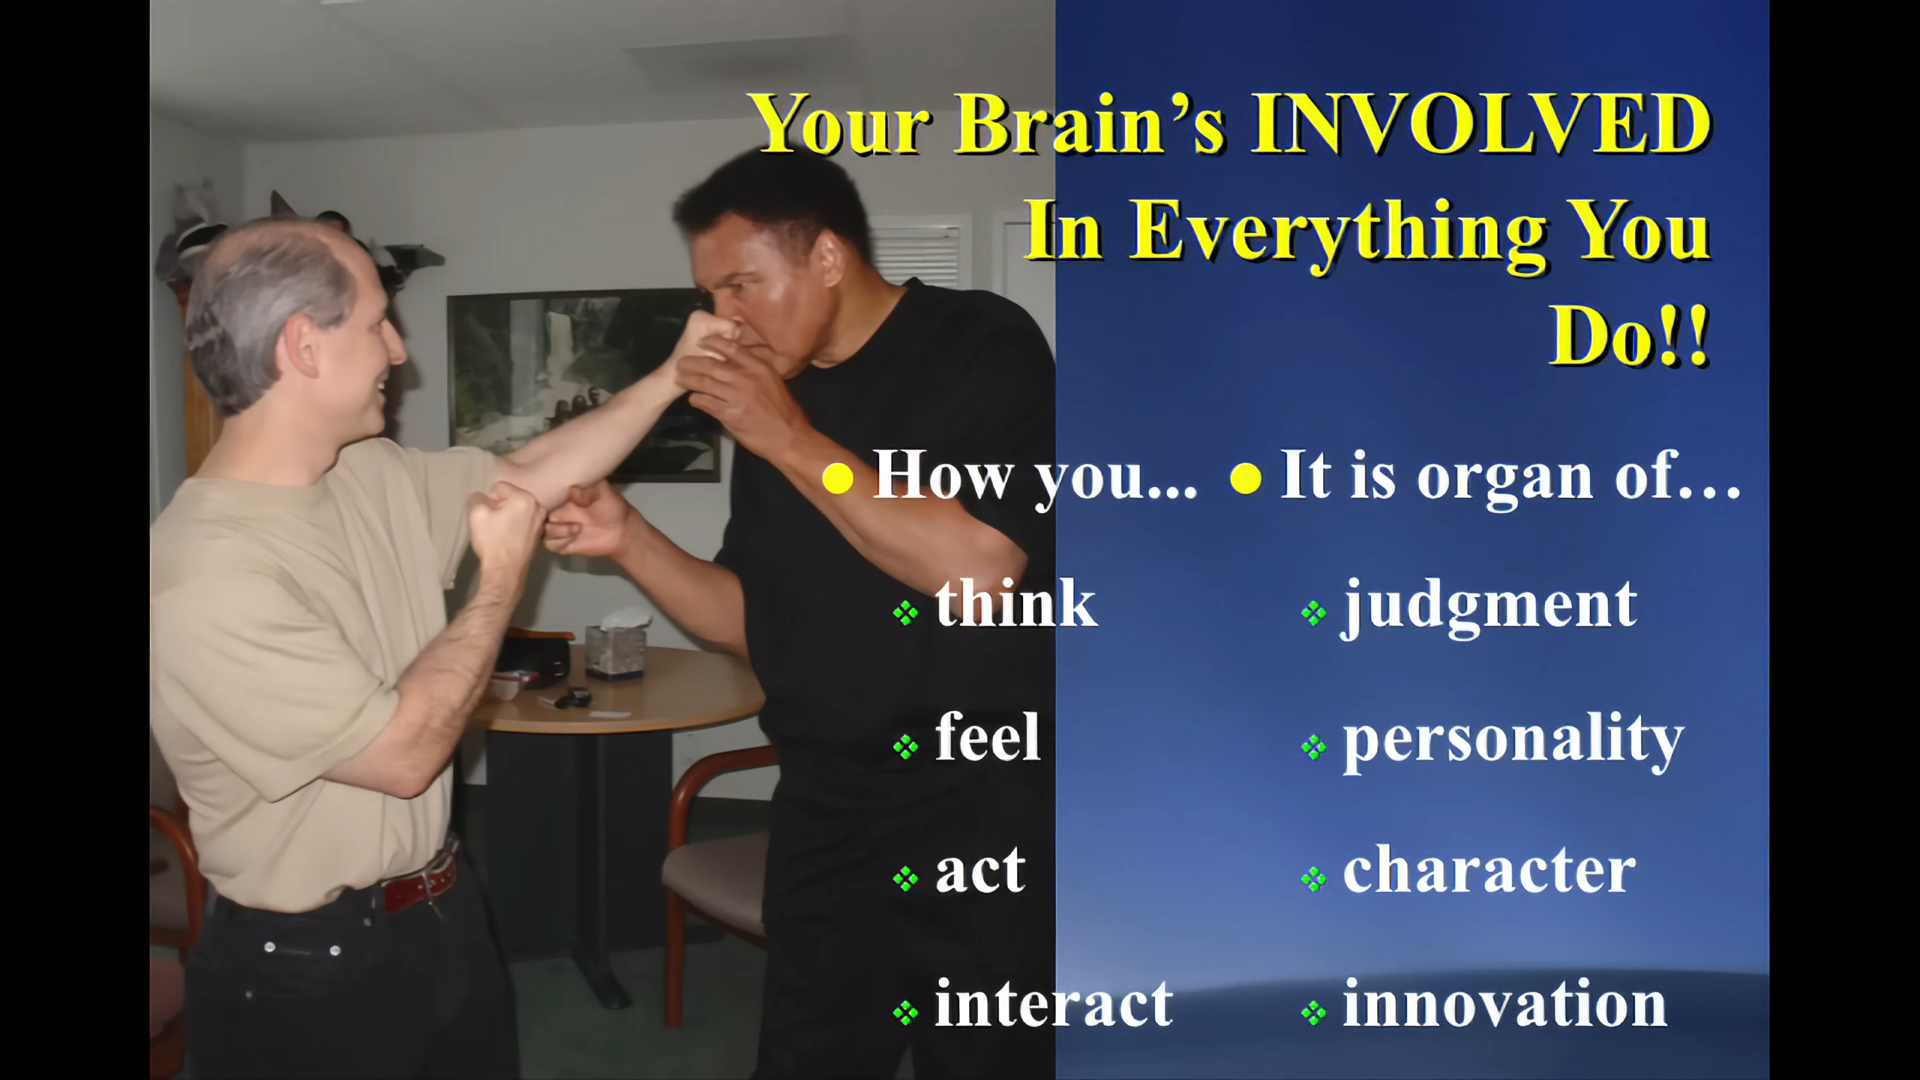 Your Brain’s INVOLVED
In Everything You
Do!!
How you...
think
feel
act
interact
It is organ of…
judgment
personality
character
innovation